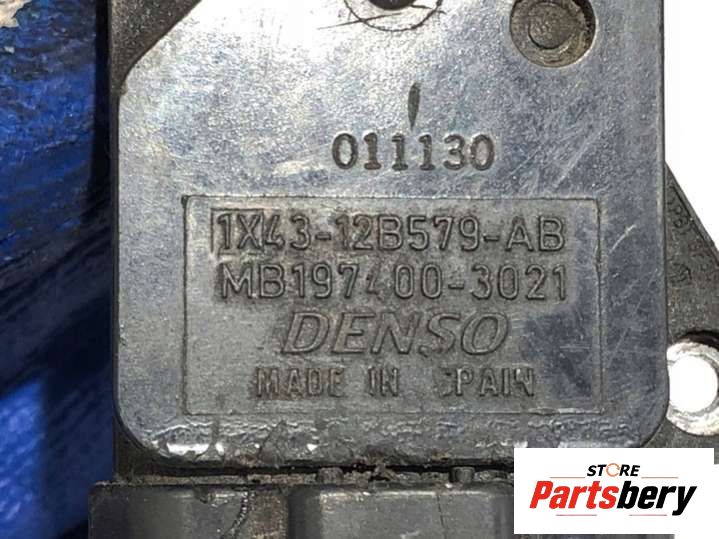 011130
1X43-12B579-AB
MB197400-3021
DENSO
MADE IN SPAIN
STORE
Partsbery